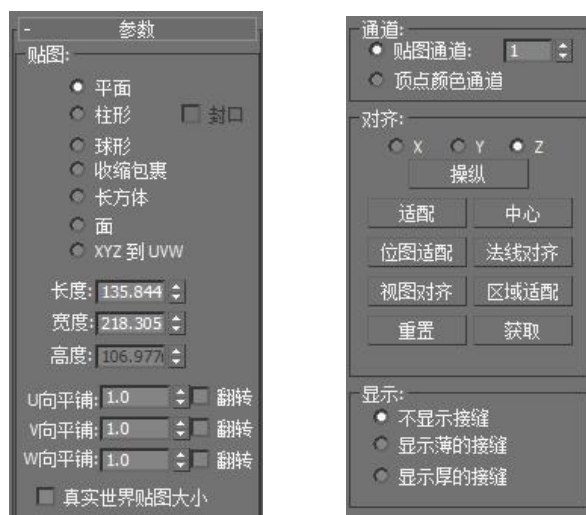 - 参数
贴图:
平面
柱形 封口
球形
收缩包裹
长方体
面
XYZ 到 UVW
长度: 135.844
宽度: 218.305
高度: 106.977
U向平铺: 1.0 翻转
V向平铺: 1.0 翻转
W向平铺: 1.0 翻转
真实世界贴图大小
通道:
贴图通道: 1
顶点颜色通道
对齐:
X Y Z
操纵
适配 中心
位图适配 法线对齐
视图对齐 区域适配
重置 获取
显示:
不显示接缝
显示薄的接缝
显示厚的接缝